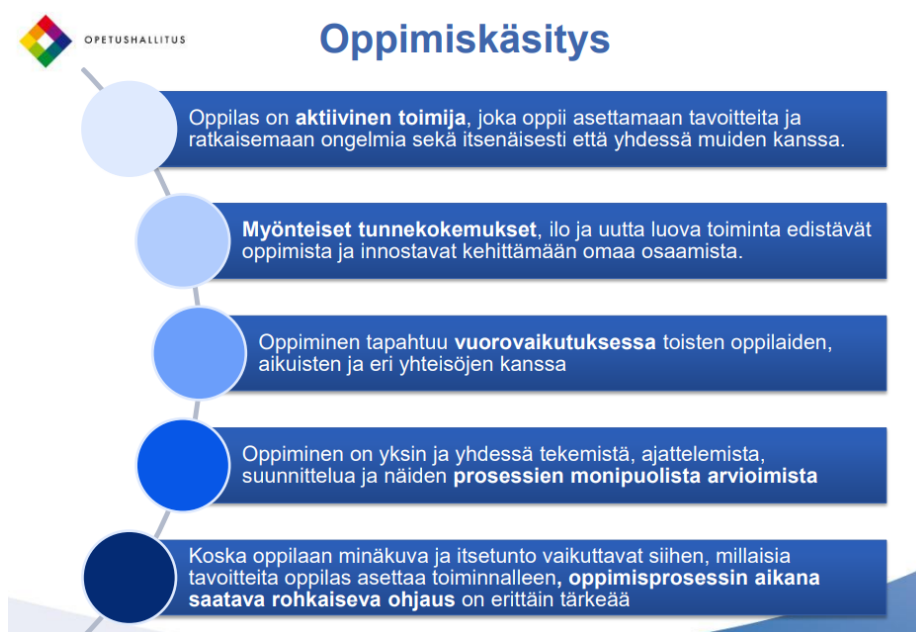 OPETUSHALLITUS
Oppimiskäsitys
Oppilas on aktiivinen toimija, joka oppii asettamaan tavoitteita ja
ratkaisemaan ongelmia sekä itsenäisesti että yhdessä muiden kanssa.
Myönteiset tunnekokemukset, ilo ja uutta luova toiminta edistävät
oppimista ja innostavat kehittämään omaa osaamista.
Oppiminen tapahtuu vuorovaikutuksessa toisten oppilaiden,
aikuisten ja eri yhteisöjen kanssa
Oppiminen on yksin ja yhdessä tekemistä, ajattelemista,
suunnittelua ja näiden prosessien monipuolista arvioimista
Koska oppilaan minäkuva ja itsetunto vaikuttavat siihen, millaisia
tavoitteita oppilas asettaa toiminnalleen, oppimisprosessin aikana
saatava rohkaiseva ohjaus on erittäin tärkeää